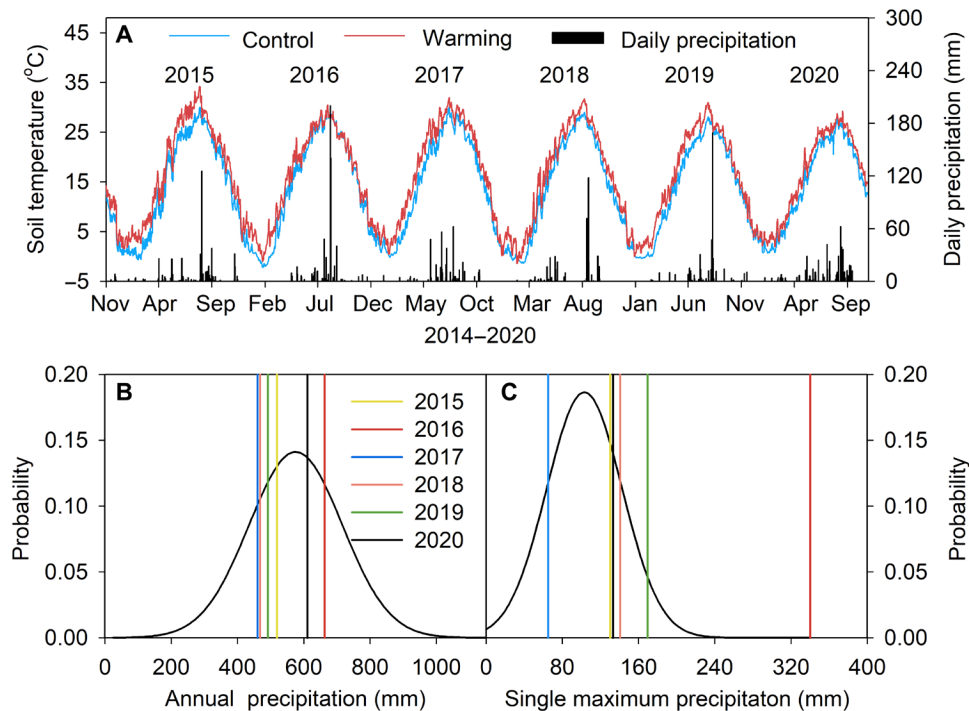 A Control Warming Daily precipitation
2015 2016 2017 2018 2019 2020
Soil temperature (°C)
45
35
25
15
5
−5
300
240
180
120
60
0
Daily precipitation (mm)
Nov Apr Sep Feb Jul Dec May Oct Mar Aug Jun Nov Apr Sep
2014–2020
B
Probability
0.20
0.15
0.10
0.05
0.00
2015
2016
2017
2018
2019
2020
0 200 400 600 800 1000
Annual precipitation (mm)
C
0.20
0.15
0.10
0.05
0.00
Probability
0 80 160 240 320 400
Single maximum precipitaton (mm)